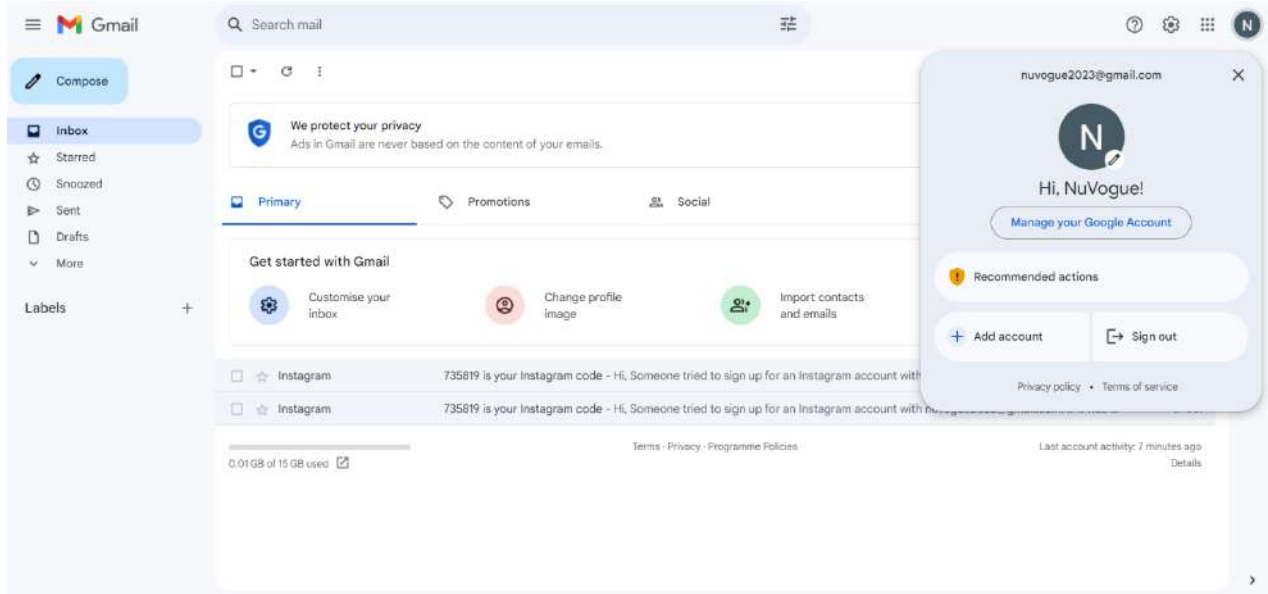 Gmail
Search mail
N
Compose
Inbox
Starred
Snoozed
Sent
Drafts
More
Labels
We protect your privacy
Ads in Gmail are never based on the content of your emails.
Primary
Promotions
Social
Get started with Gmail
Customise your
inbox
Change profile
image
Import contacts
and emails
Instagram 735819 is your Instagram code - Hi, Someone tried to sign up for an Instagram account with
Instagram 735819 is your Instagram code - Hi, Someone tried to sign up for an Instagram account with
0.01 GB of 15 GB used
Terms · Privacy · Programme Policies
Last account activity: 7 minutes ago
Details
nuvogue2023@gmail.com
N
Hi, NuVogue!
Manage your Google Account
Recommended actions
Add account
Sign out
Privacy policy • Terms of service